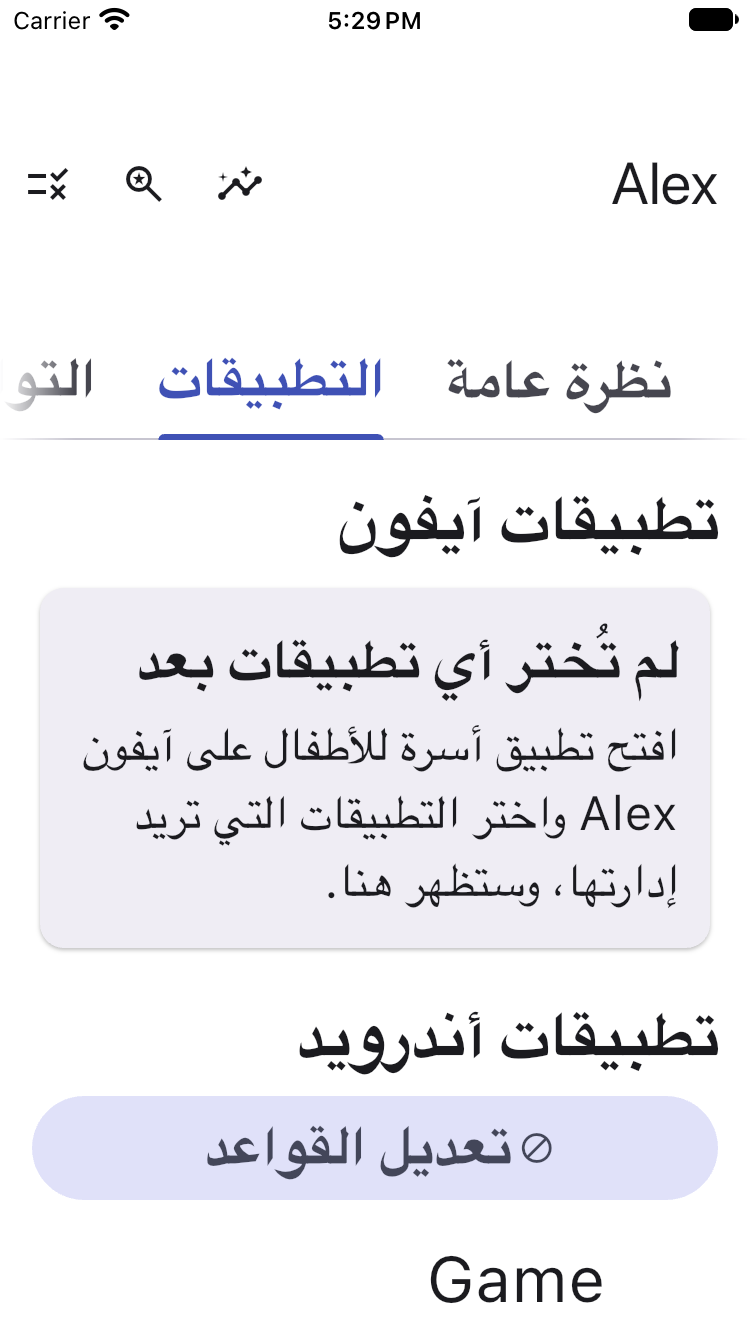 Carrier
5:29 PM
Alex
نظرة عامة
التطبيقات
تطبيقات آيفون
لم تُختر أي تطبيقات بعد
افتح تطبيق أسرة للأطفال على آيفون
Alex واختر التطبيقات التي تريد
إدارتها، وستظهر هنا.
تطبيقات أندرويد
تعديل القواعد
Game